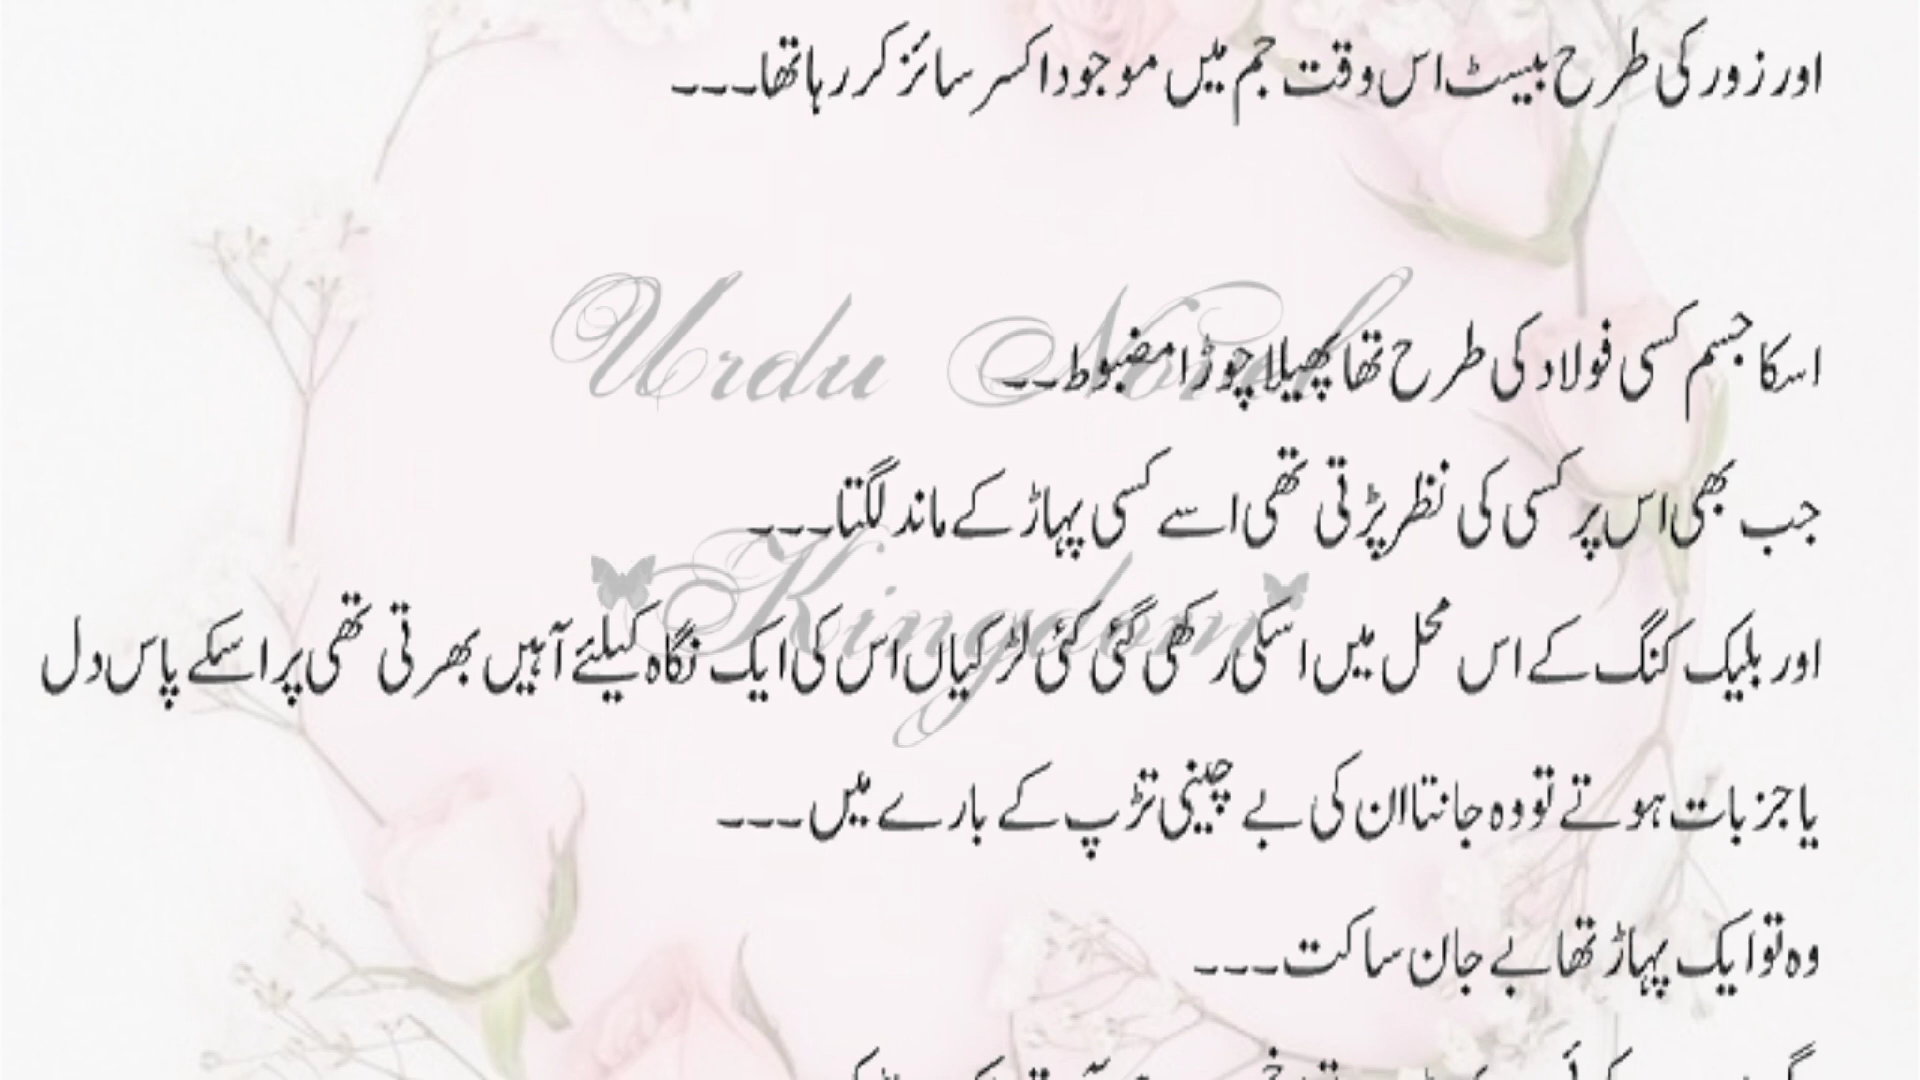 اور زور کی طرح بیسٹ اس وقت جم میں موجود اکسر سائز کر رہا تھا۔۔۔
اسکا جسم کسی فولاد کی طرح تھا پھیلا چوڑا مضبوط۔۔
Urdu Novel
جب بھی اس پر کسی کی نظر پڑتی تھی اسے کسی پہاڑ کے ماند لگتا۔۔۔
Kingdom
اور بلیک کنگ کے اس محل میں اسکی رکھی گئی کئی لڑکیاں اس کی ایک نگاہ کیلئے آہیں بھرتی تھی پر اسکے پاس دل
یا جزبات ہوتے تو وہ جانتا ان کی بے چینی تڑپ کے بارے میں۔۔۔
وہ تو ایک پہاڑ تھا بے جان ساکت۔۔۔